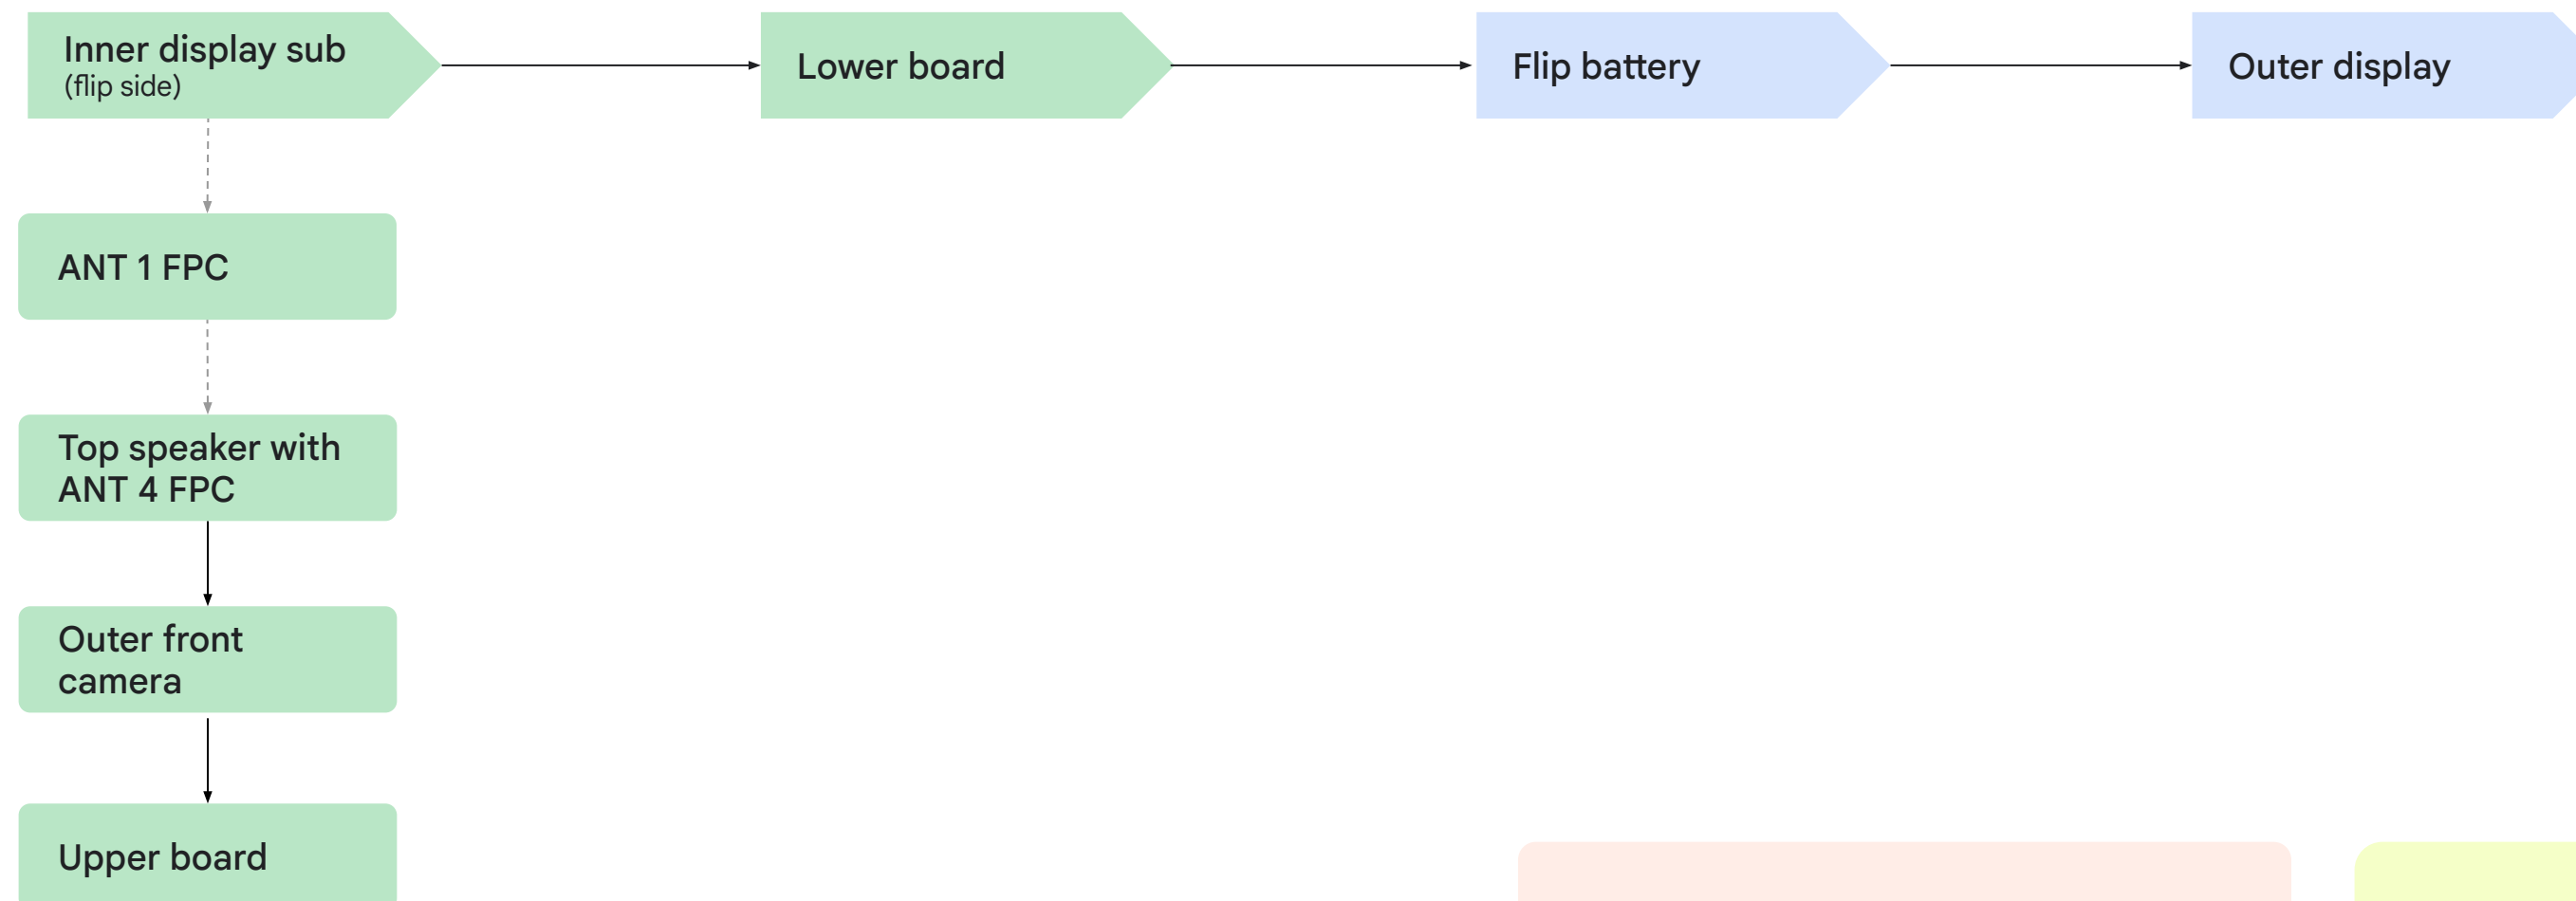 Inner display sub
(flip side)
Lower board
Flip battery
Outer display
ANT 1 FPC
Top speaker with
ANT 4 FPC
Outer front
camera
Upper board